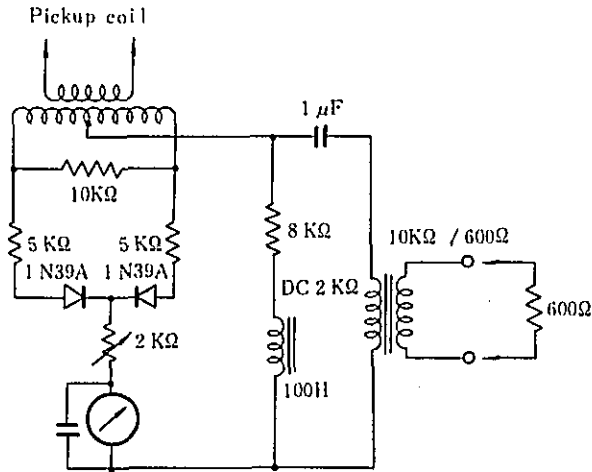 Pickup coil
1 µF
10KΩ
5 KΩ
5 KΩ
8 KΩ
10KΩ / 600Ω
1 N39A
1 N39A
DC 2 KΩ
600Ω
2 KΩ
100H